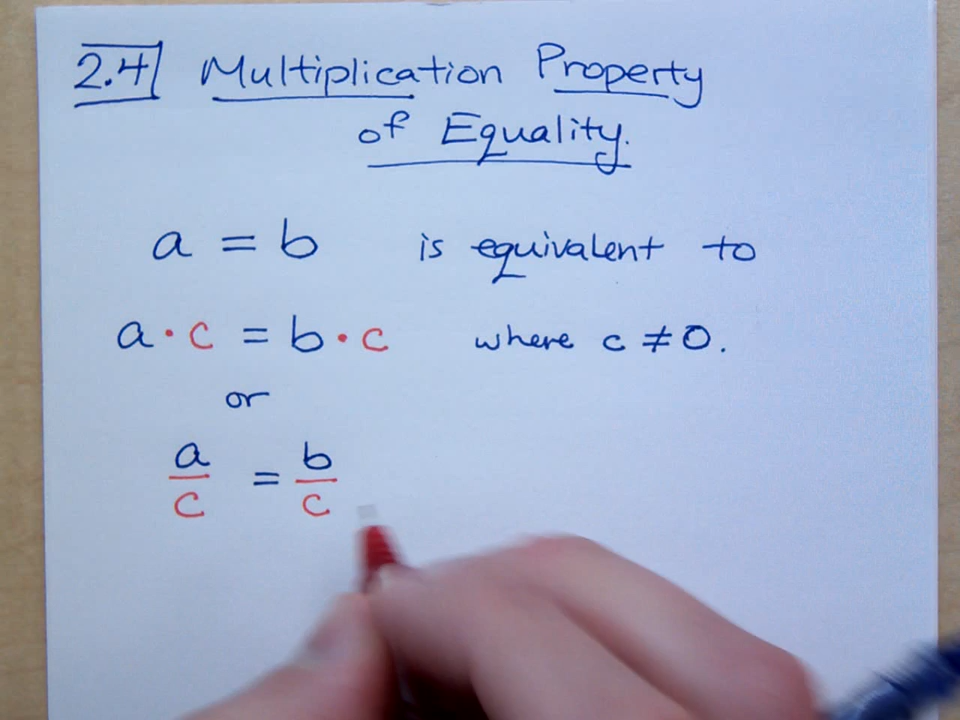 2.4 Multiplication Property
of Equality.
a = b is equivalent to
a · c = b · c where c ≠ 0.
or
a/c = b/c